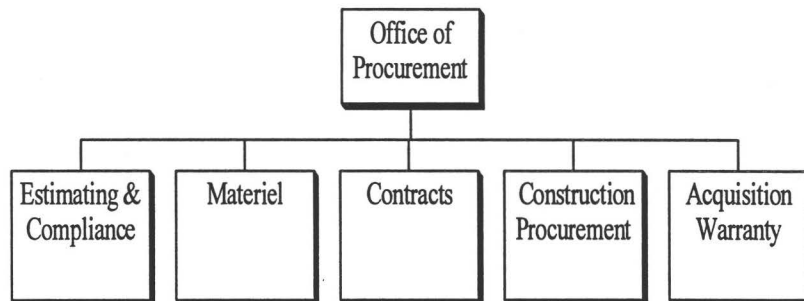 Office of
Procurement
Estimating &
Compliance
Materiel
Contracts
Construction
Procurement
Acquisition
Warranty